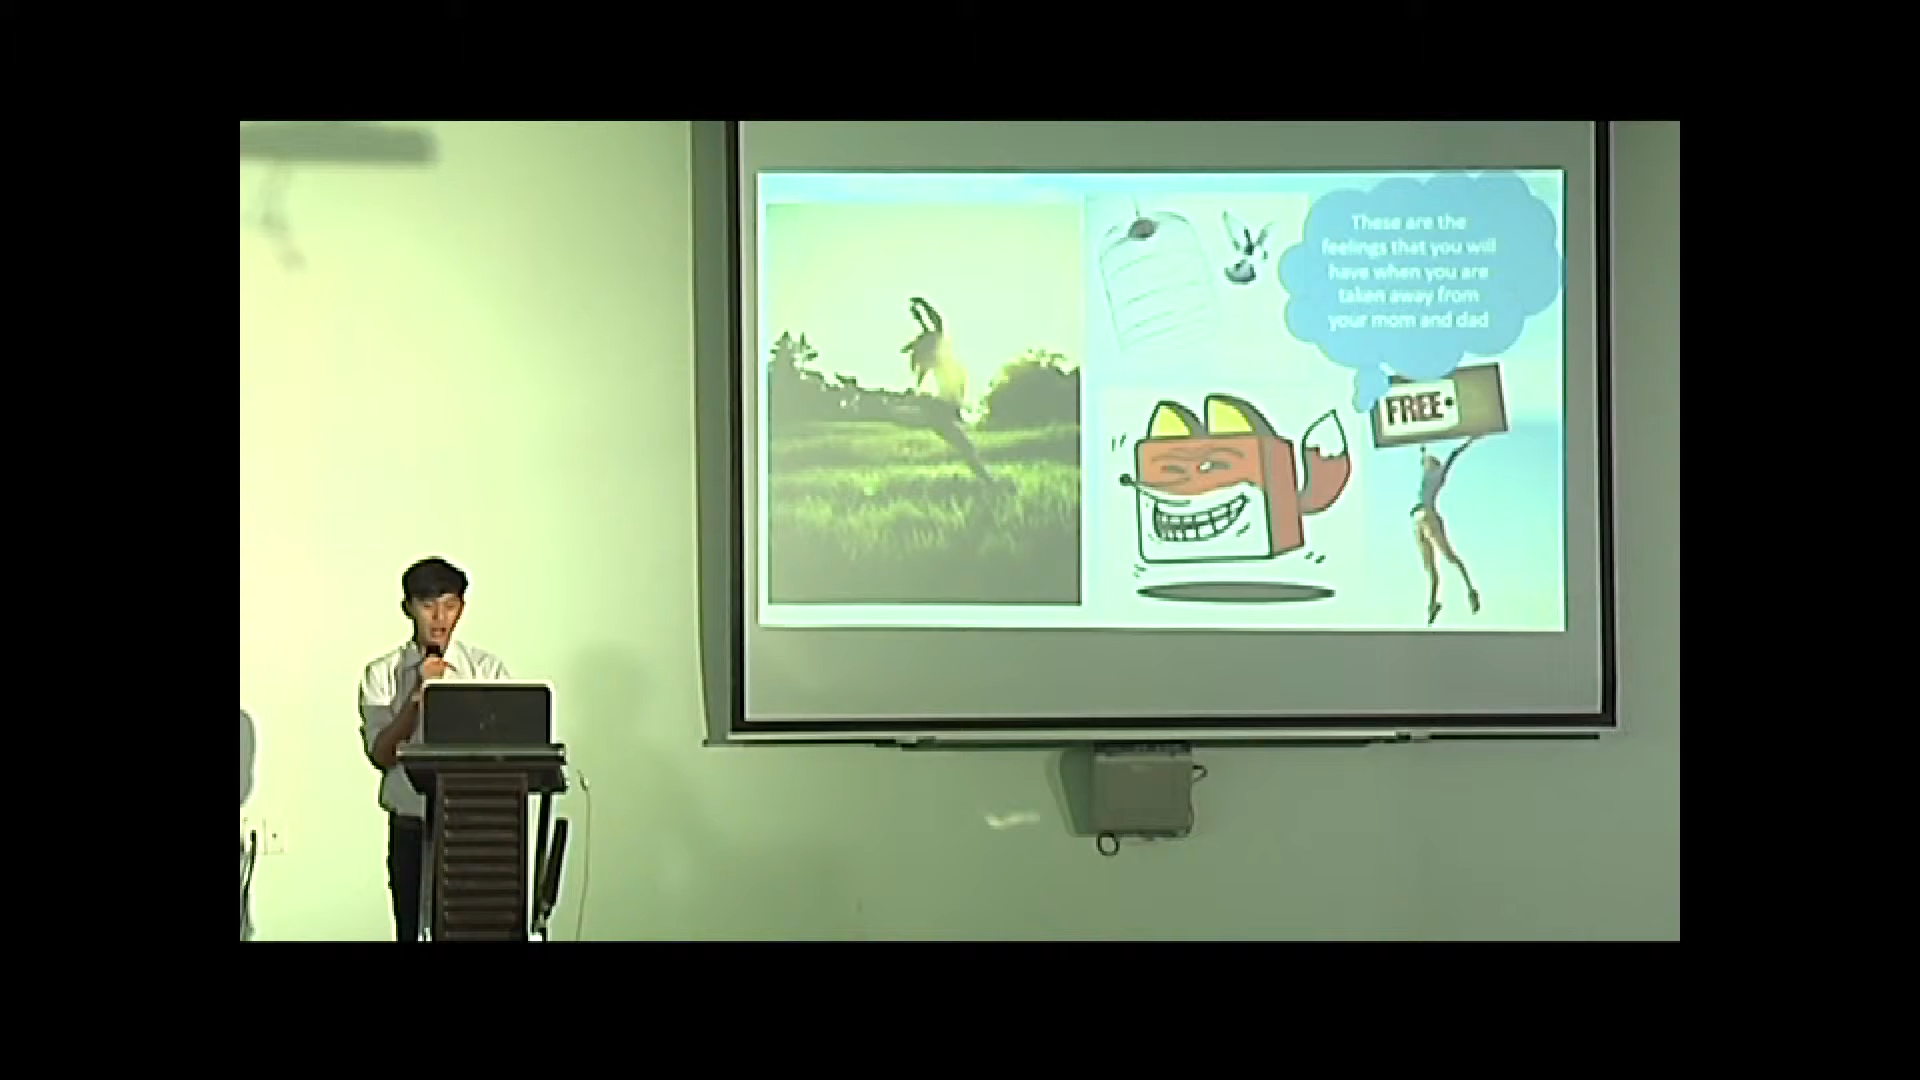 These are the
feelings that you will
have when you are
taken away from
your mom and dad
FREE